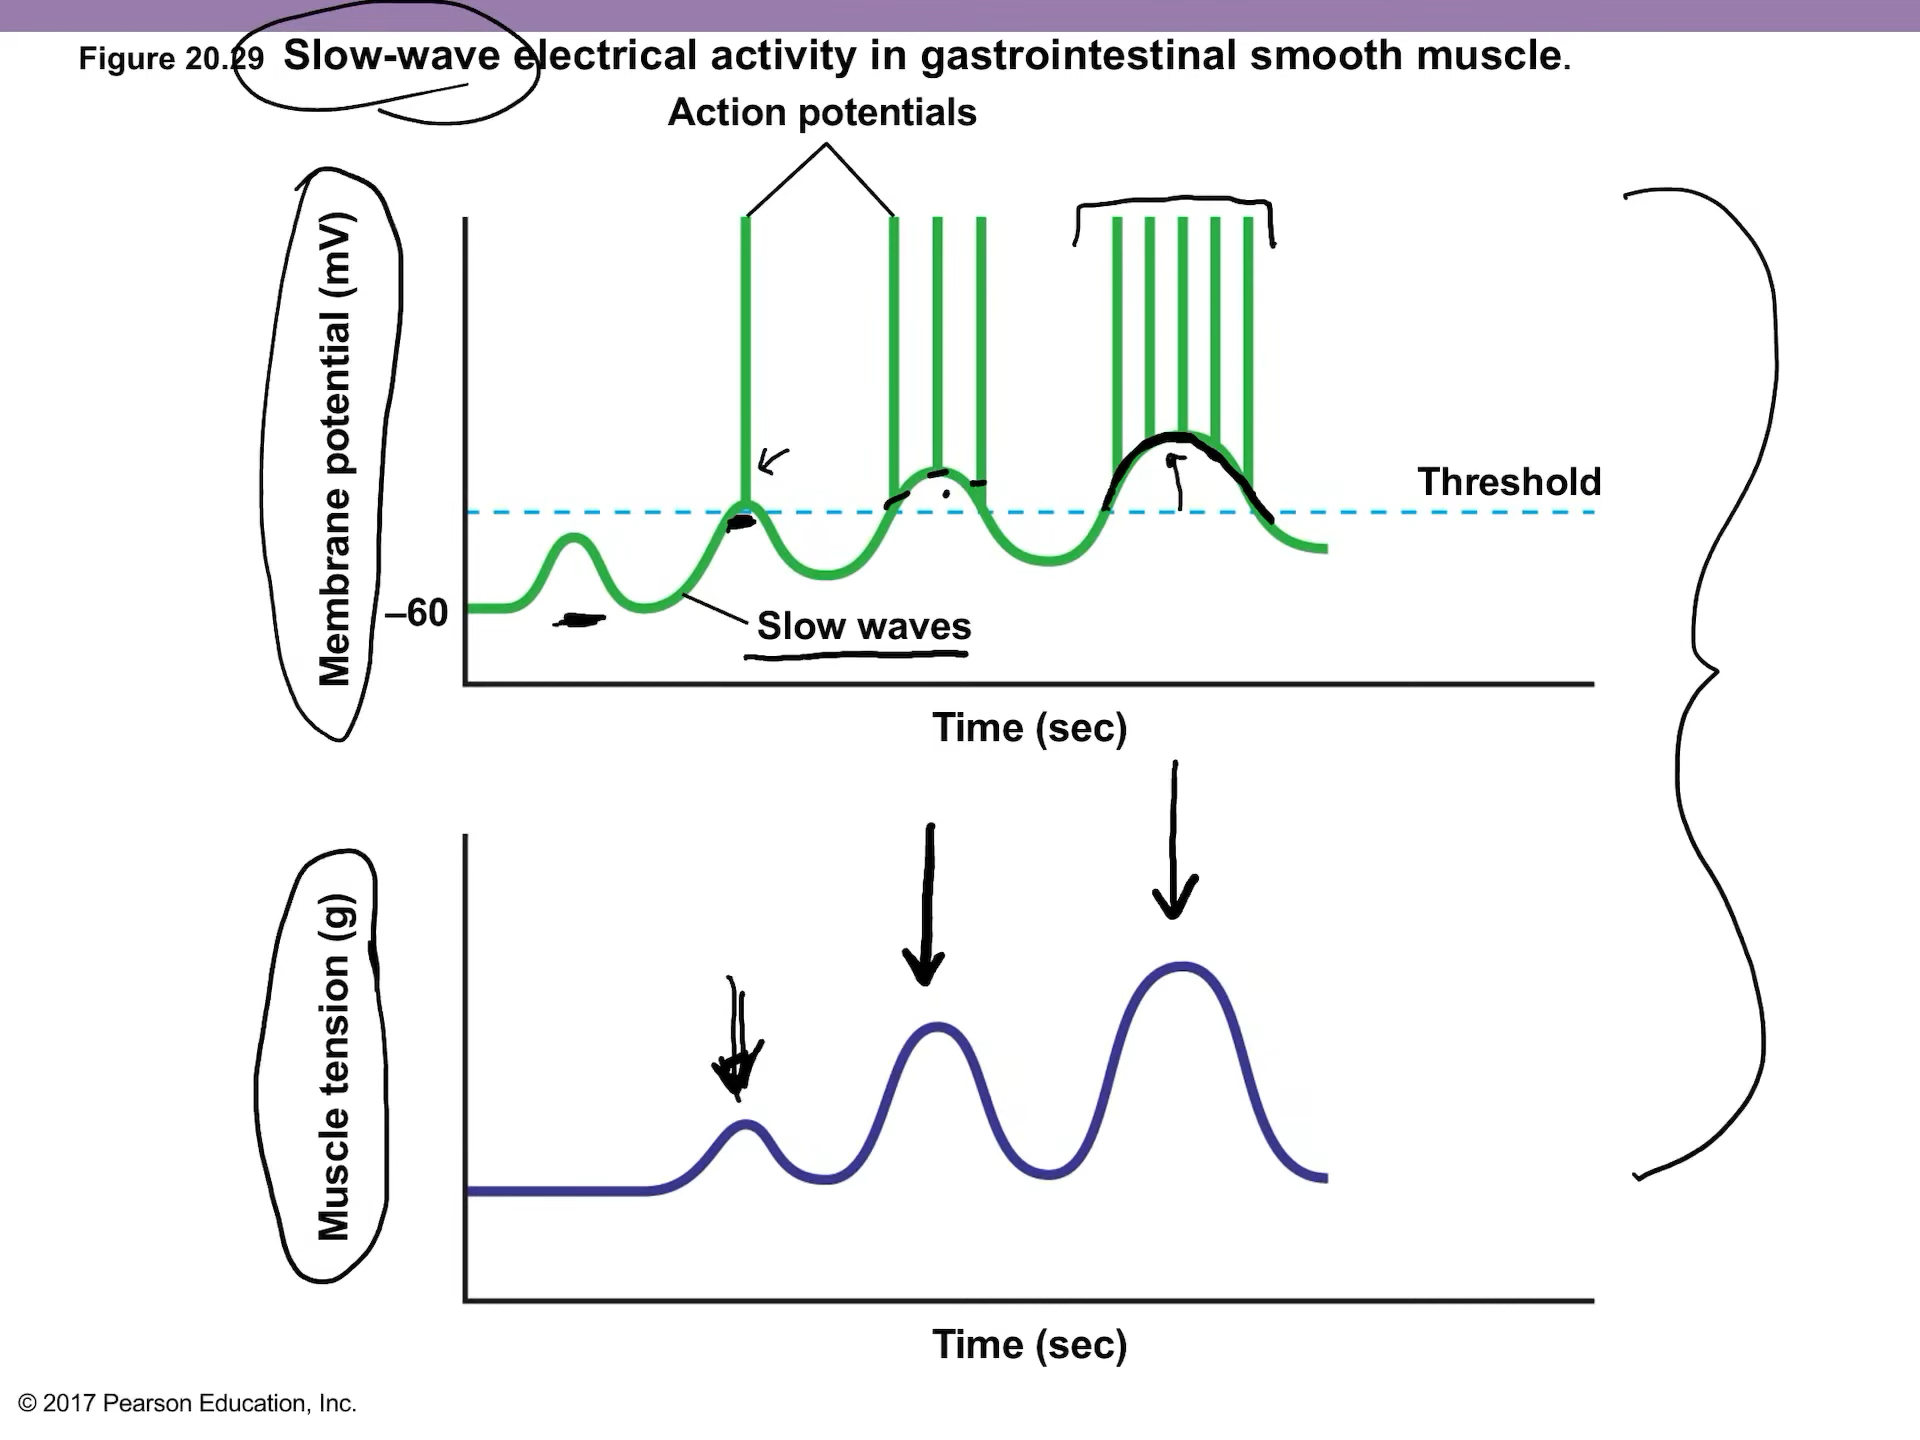 Figure 20.29 Slow-wave electrical activity in gastrointestinal smooth muscle.
Action potentials
Membrane potential (mV)
Threshold
–60
Slow waves
Time (sec)
Muscle tension (g)
Time (sec)
© 2017 Pearson Education, Inc.